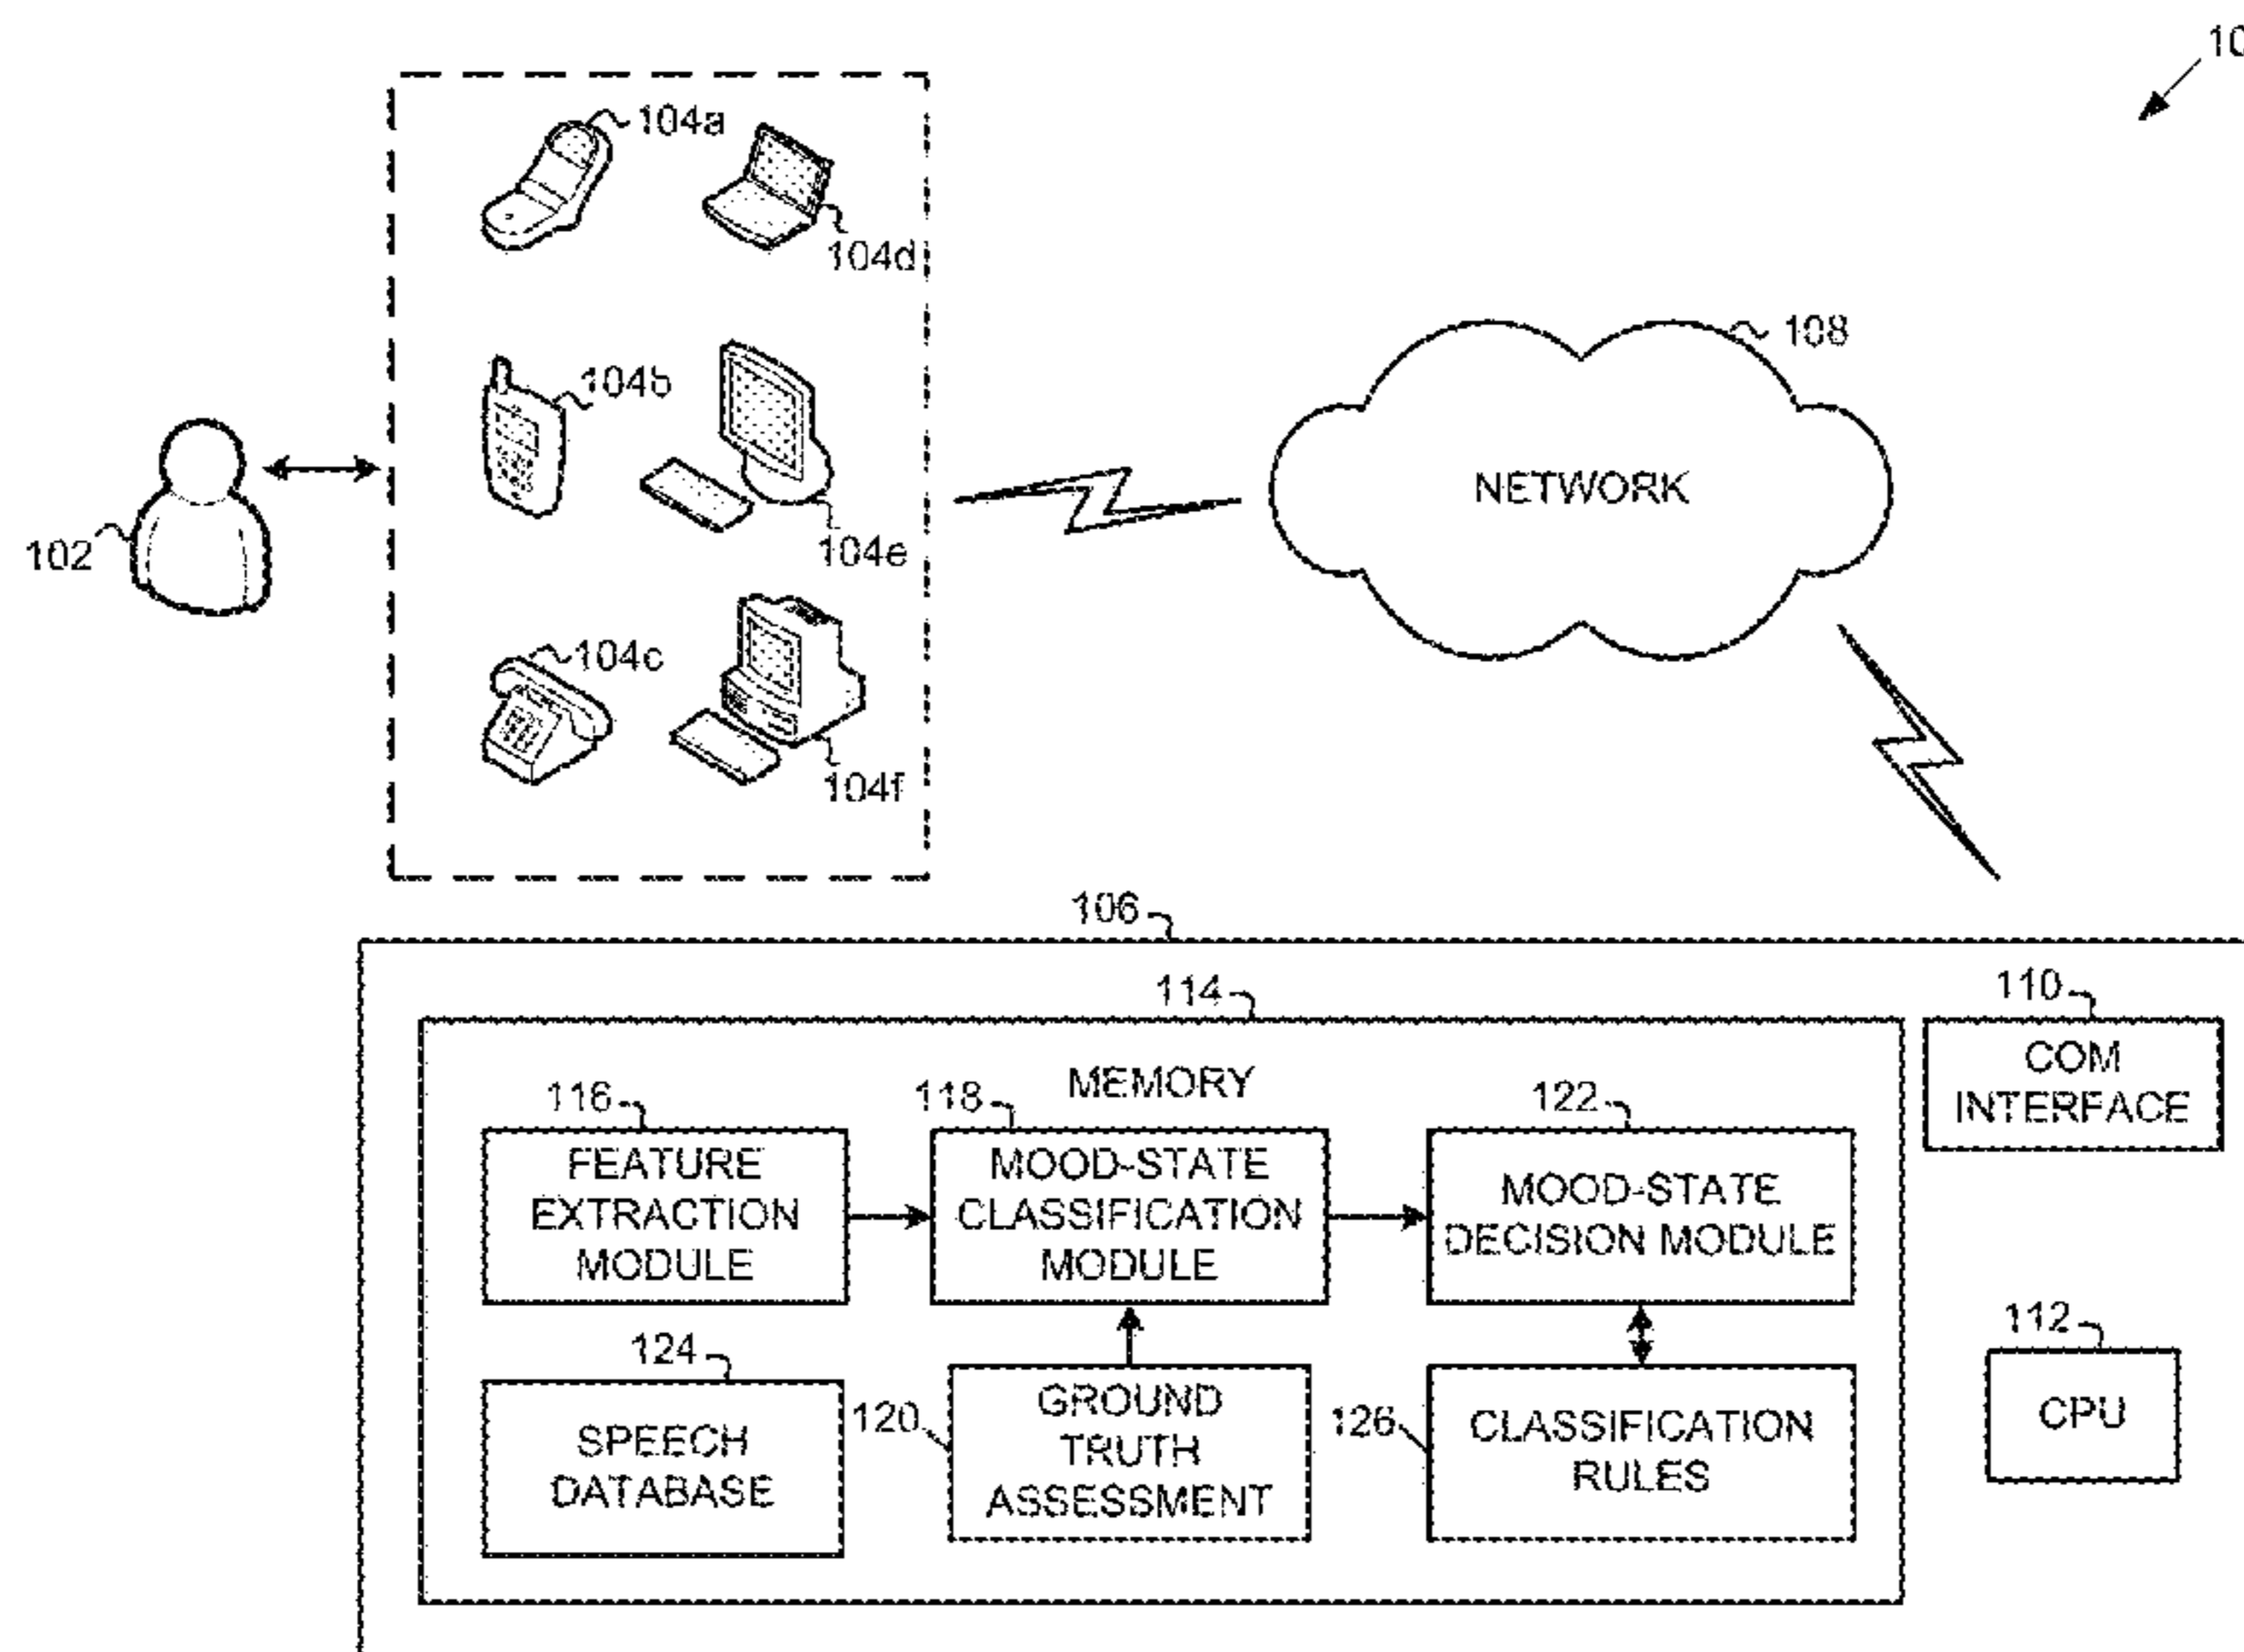 10
104a
104d
108
104b
NETWORK
102
104e
104c
104f
106
114
110
MEMORY
COM
INTERFACE
116
118
122
FEATURE
EXTRACTION
MODULE
MOOD-STATE
CLASSIFICATION
MODULE
MOOD-STATE
DECISION MODULE
112
CPU
124
SPEECH
DATABASE
120
GROUND
TRUTH
ASSESSMENT
126
CLASSIFICATION
RULES